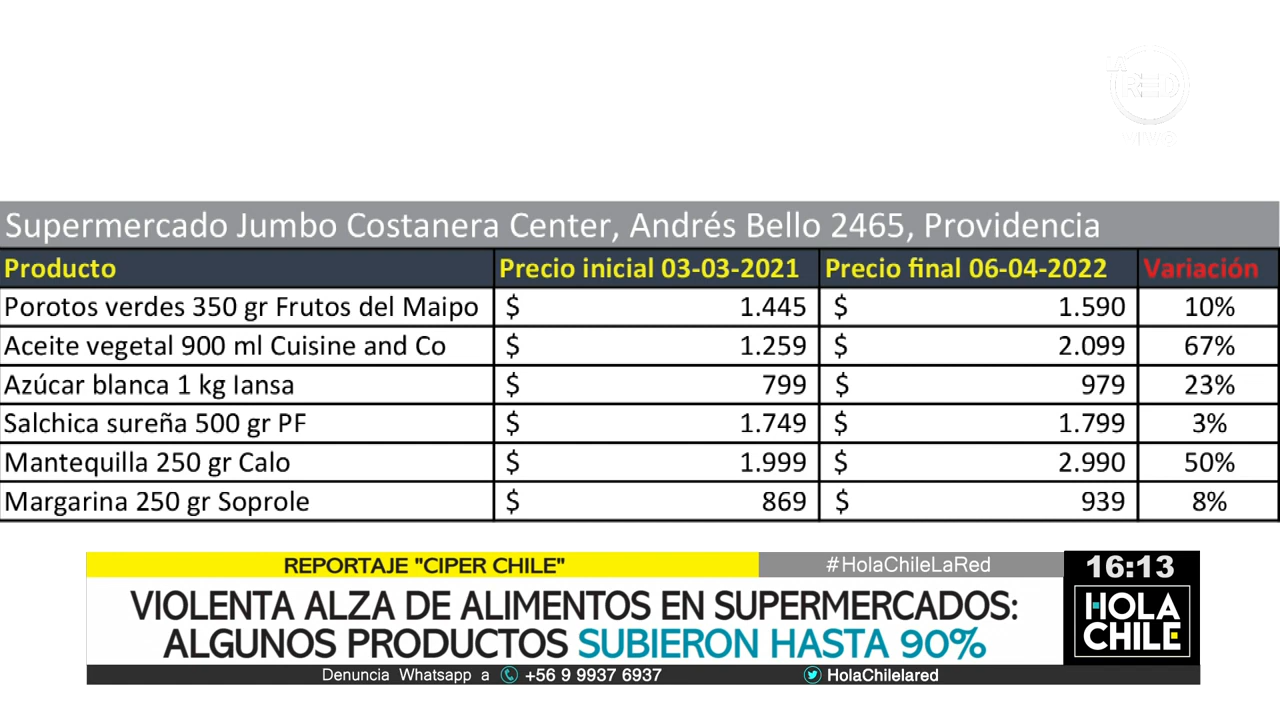 LA
RED
VIVO
Supermercado Jumbo Costanera Center, Andrés Bello 2465, Providencia
Producto Precio inicial 03-03-2021 Precio final 06-04-2022 Variación
Porotos verdes 350 gr Frutos del Maipo $ 1.445 $ 1.590 10%
Aceite vegetal 900 ml Cuisine and Co $ 1.259 $ 2.099 67%
Azúcar blanca 1 kg Iansa $ 799 $ 979 23%
Salchica sureña 500 gr PF $ 1.749 $ 1.799 3%
Mantequilla 250 gr Calo $ 1.999 $ 2.990 50%
Margarina 250 gr Soprole $ 869 $ 939 8%
REPORTAJE "CIPER CHILE" #HolaChileLaRed 16:13
VIOLENTA ALZA DE ALIMENTOS EN SUPERMERCADOS:
ALGUNOS PRODUCTOS SUBIERON HASTA 90%
HOLA
CHILE
Denuncia Whatsapp a +56 9 9937 6937 HolaChilelared